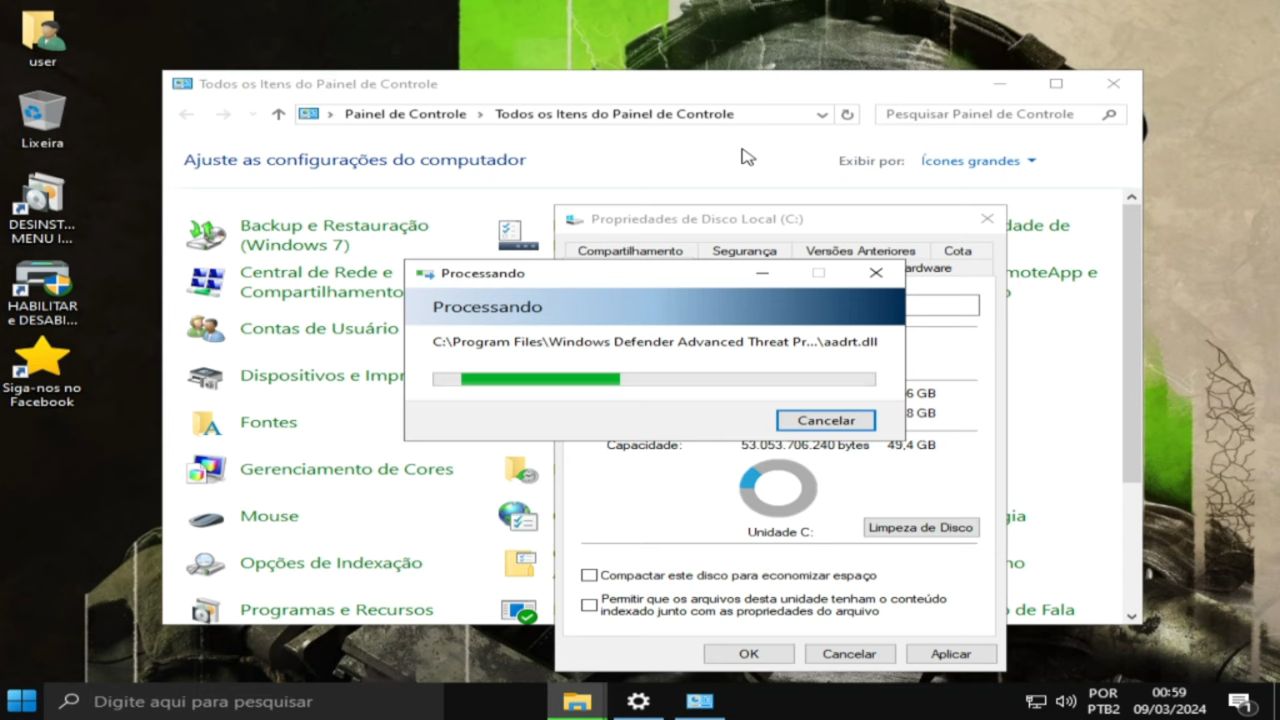 user
Lixeira
DESINST...
MENU I...
HABILITAR
e DESABI...
Siga-nos no
Facebook
Todos os Itens do Painel de Controle
Painel de Controle
Todos os Itens do Painel de Controle
Pesquisar Painel de Controle
Ajuste as configurações do computador
Exibir por:
Ícones grandes
Backup e Restauração
(Windows 7)
Central de Rede e
Compartilhamento
Contas de Usuário
Dispositivos e Impr
Fontes
Gerenciamento de Cores
Mouse
Opções de Indexação
Programas e Recursos
dade de
moteApp e
o
gia
no
o de Fala
Propriedades de Disco Local (C:)
Compartilhamento
Segurança
Versões Anteriores
Cota
ardware
6 GB
8 GB
Capacidade:
53.053.706.240 bytes
49,4 GB
Unidade C:
Limpeza de Disco
Compactar este disco para economizar espaço
Permitir que os arquivos desta unidade tenham o conteúdo
indexado junto com as propriedades do arquivo
OK
Cancelar
Aplicar
Processando
Processando
C:\Program Files\Windows Defender Advanced Threat Pr...\aadrt.dll
Cancelar
Digite aqui para pesquisar
POR
PTB2
00:59
09/03/2024
1